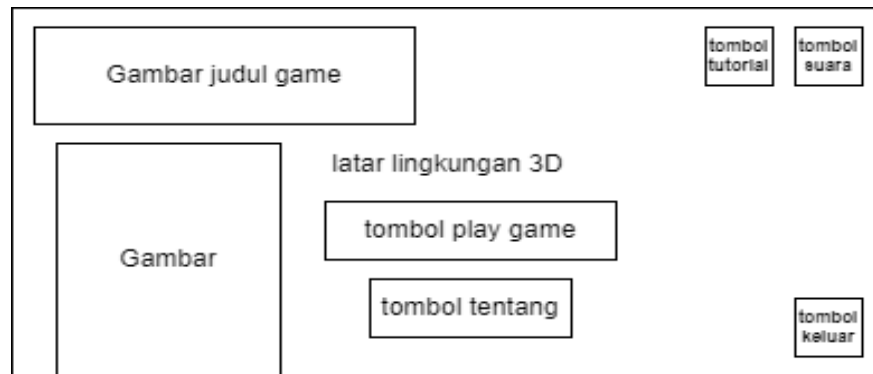 Gambar judul game
tombol
tutorial
tombol
suara
latar lingkungan 3D
tombol play game
Gambar
tombol tentang
tombol
keluar